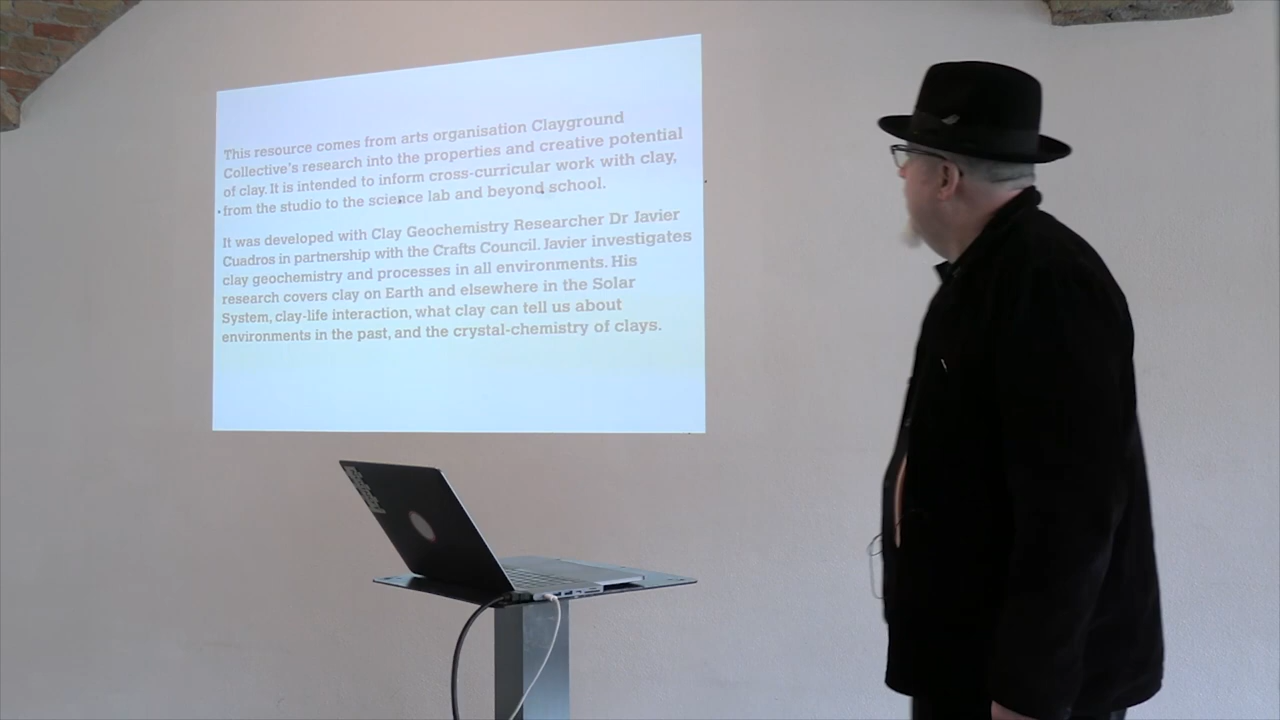 This resource comes from arts organisation Clayground
Collective's research into the properties and creative potential
of clay. It is intended to inform cross-curricular work with clay,
from the studio to the science lab and beyond school.
It was developed with Clay Geochemistry Researcher Dr Javier
Cuadros in partnership with the Crafts Council. Javier investigates
clay geochemistry and processes in all environments. His
research covers clay on Earth and elsewhere in the Solar
System, clay-life interaction, what clay can tell us about
environments in the past, and the crystal-chemistry of clays.